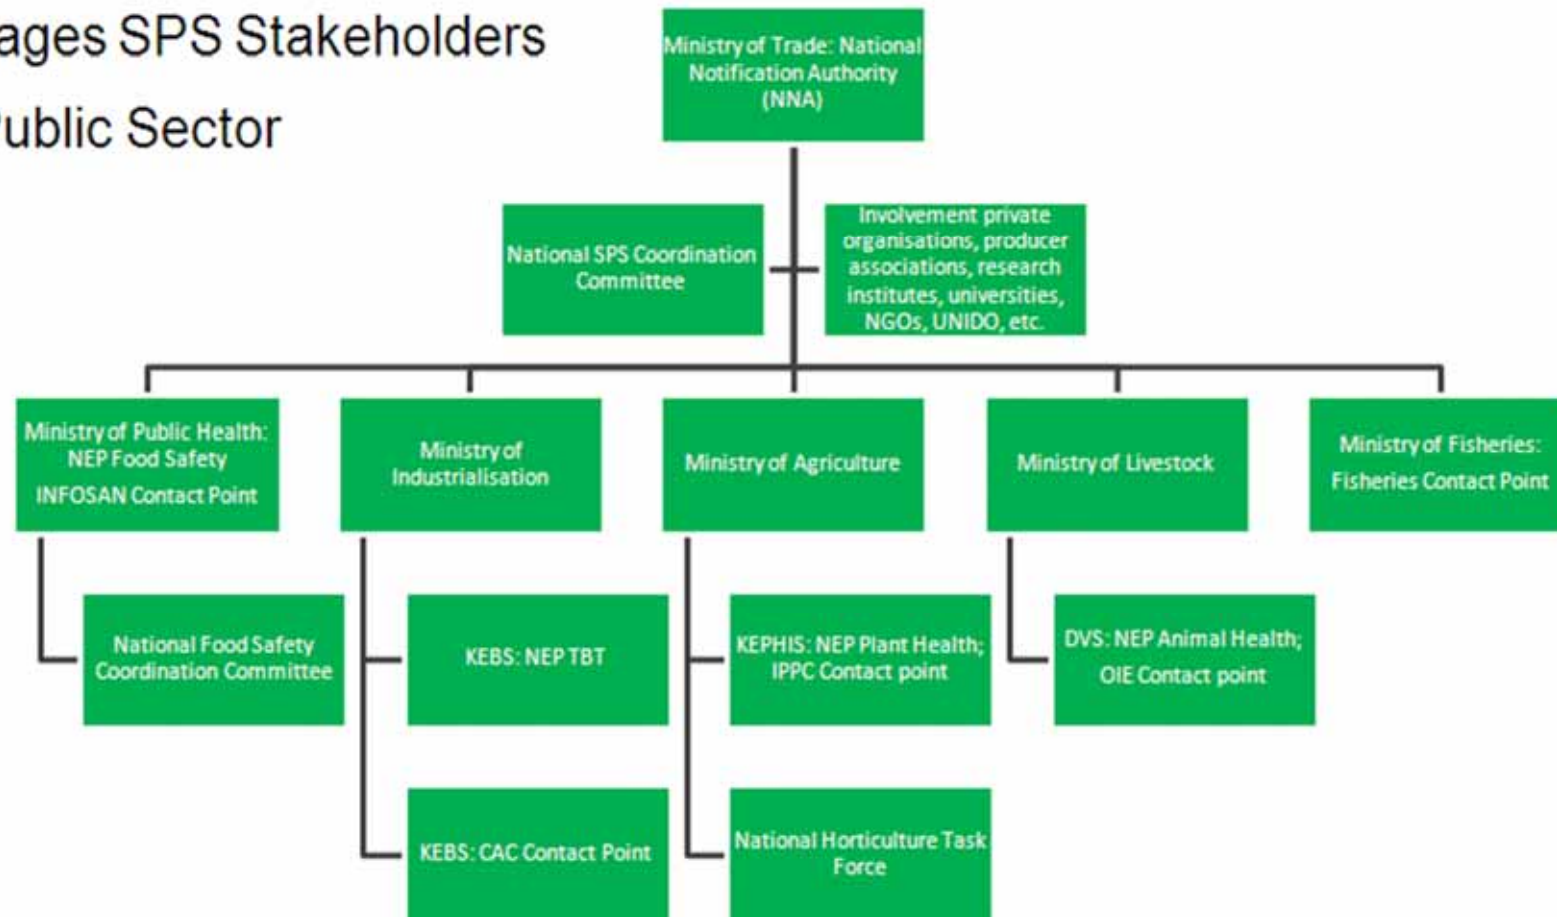 ages SPS Stakeholders
Public Sector
Ministry of Trade: National
Notification Authority
(NNA)
National SPS Coordination
Committee
Involvement private
organisations, producer
associations, research
institutes, universities,
NGOs, UNIDO, etc.
Ministry of Public Health:
NEP Food Safety
INFOSAN Contact Point
Ministry of
Industrialisation
Ministry of Agriculture
Ministry of Livestock
Ministry of Fisheries:
Fisheries Contact Point
National Food Safety
Coordination Committee
KEBS: NEP TBT
KEPHIS: NEP Plant Health;
IPPC Contact point
DVS: NEP Animal Health;
OIE Contact point
KEBS: CAC Contact Point
National Horticulture Task
Force